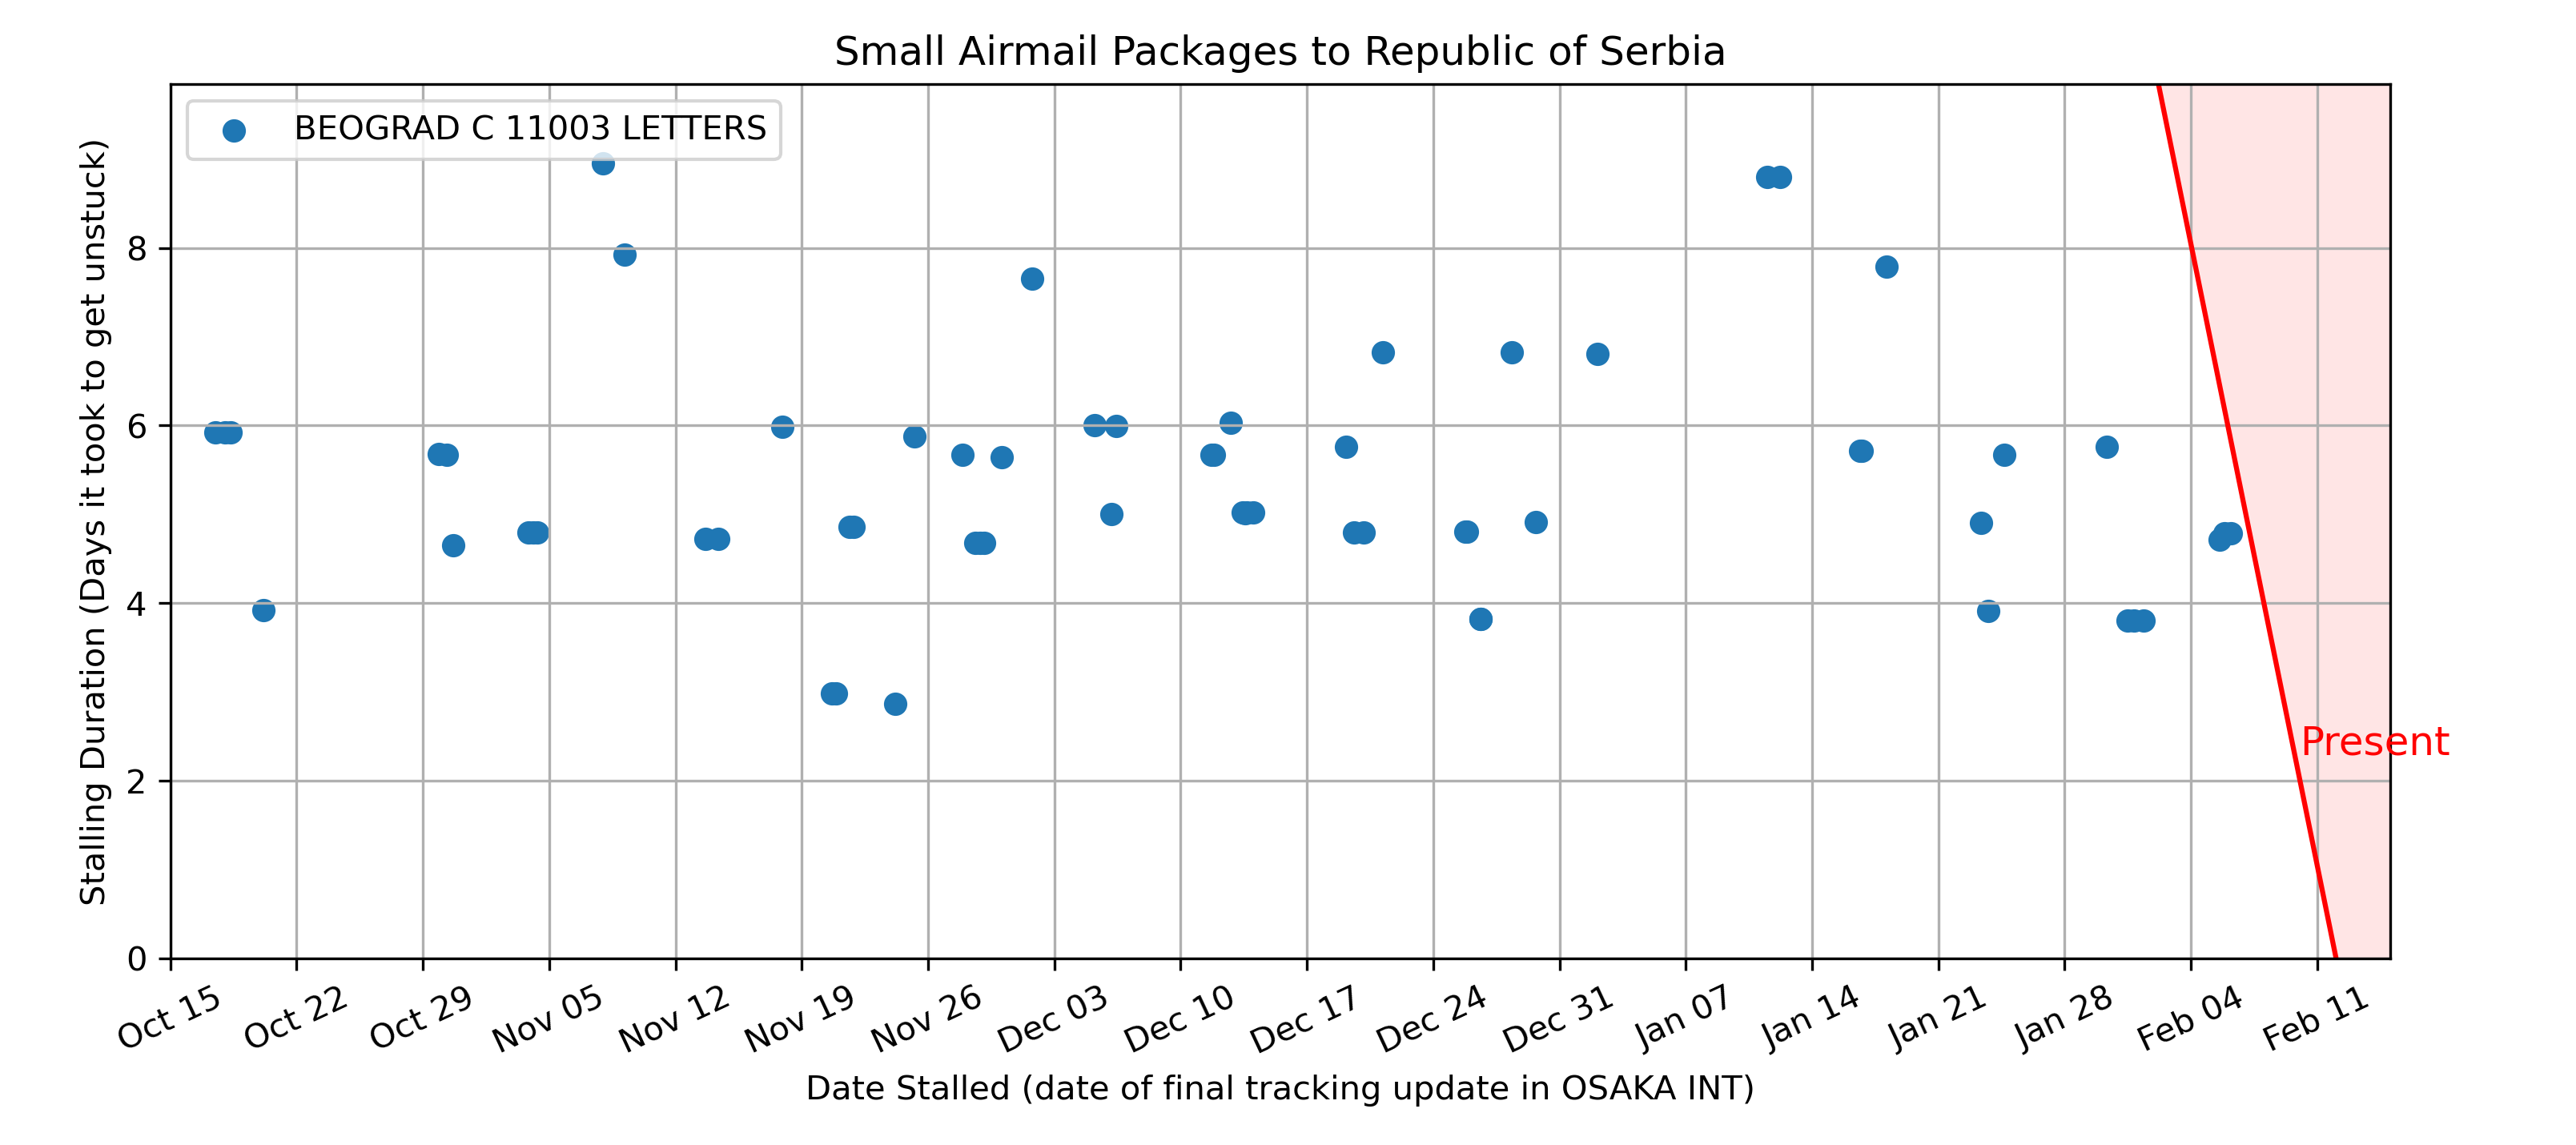 Small Airmail Packages to Republic of Serbia
BEOGRAD C 11003 LETTERS
Stalling Duration (Days it took to get unstuck)
8
6
4
2
0
Present
Oct 15
Oct 22
Oct 29
Nov 05
Nov 12
Nov 19
Nov 26
Dec 03
Dec 10
Dec 17
Dec 24
Dec 31
Jan 07
Jan 14
Jan 21
Jan 28
Feb 04
Feb 11
Date Stalled (date of final tracking update in OSAKA INT)